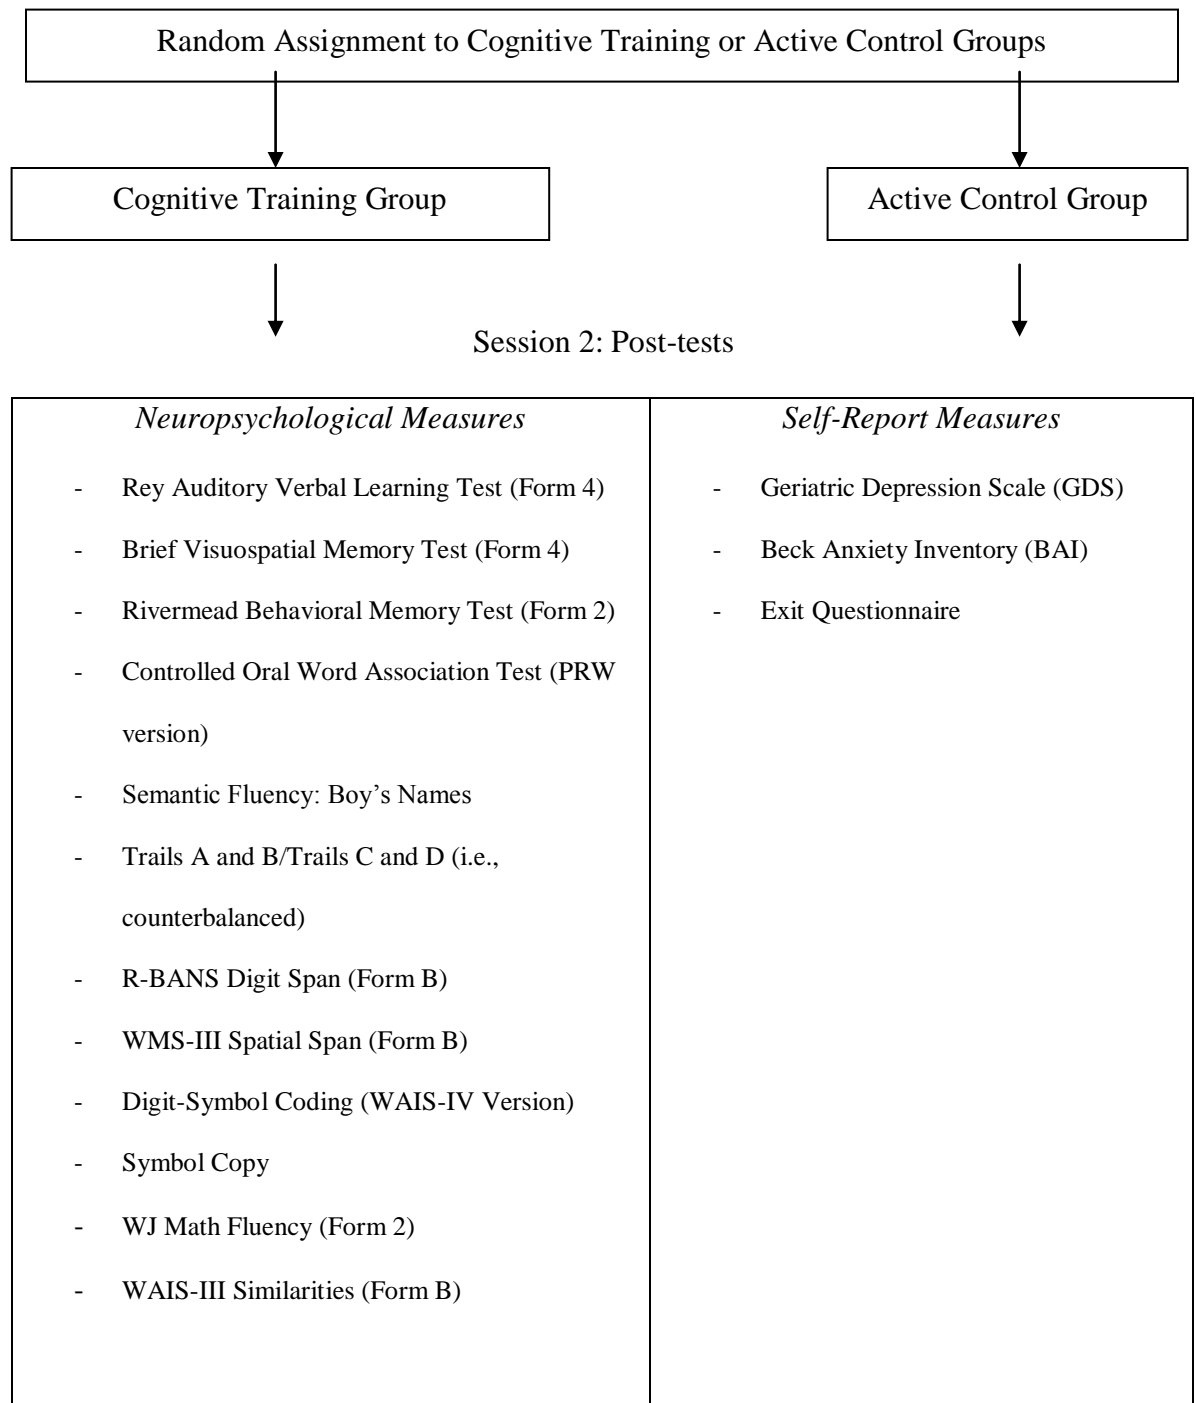 Random Assignment to Cognitive Training or Active Control Groups
Cognitive Training Group
Active Control Group
Session 2: Post-tests
Neuropsychological Measures
- Rey Auditory Verbal Learning Test (Form 4)
- Brief Visuospatial Memory Test (Form 4)
- Rivermead Behavioral Memory Test (Form 2)
- Controlled Oral Word Association Test (PRW
version)
- Semantic Fluency: Boy’s Names
- Trails A and B/Trails C and D (i.e.,
counterbalanced)
- R-BANS Digit Span (Form B)
- WMS-III Spatial Span (Form B)
- Digit-Symbol Coding (WAIS-IV Version)
- Symbol Copy
- WJ Math Fluency (Form 2)
- WAIS-III Similarities (Form B)
Self-Report Measures
- Geriatric Depression Scale (GDS)
- Beck Anxiety Inventory (BAI)
- Exit Questionnaire